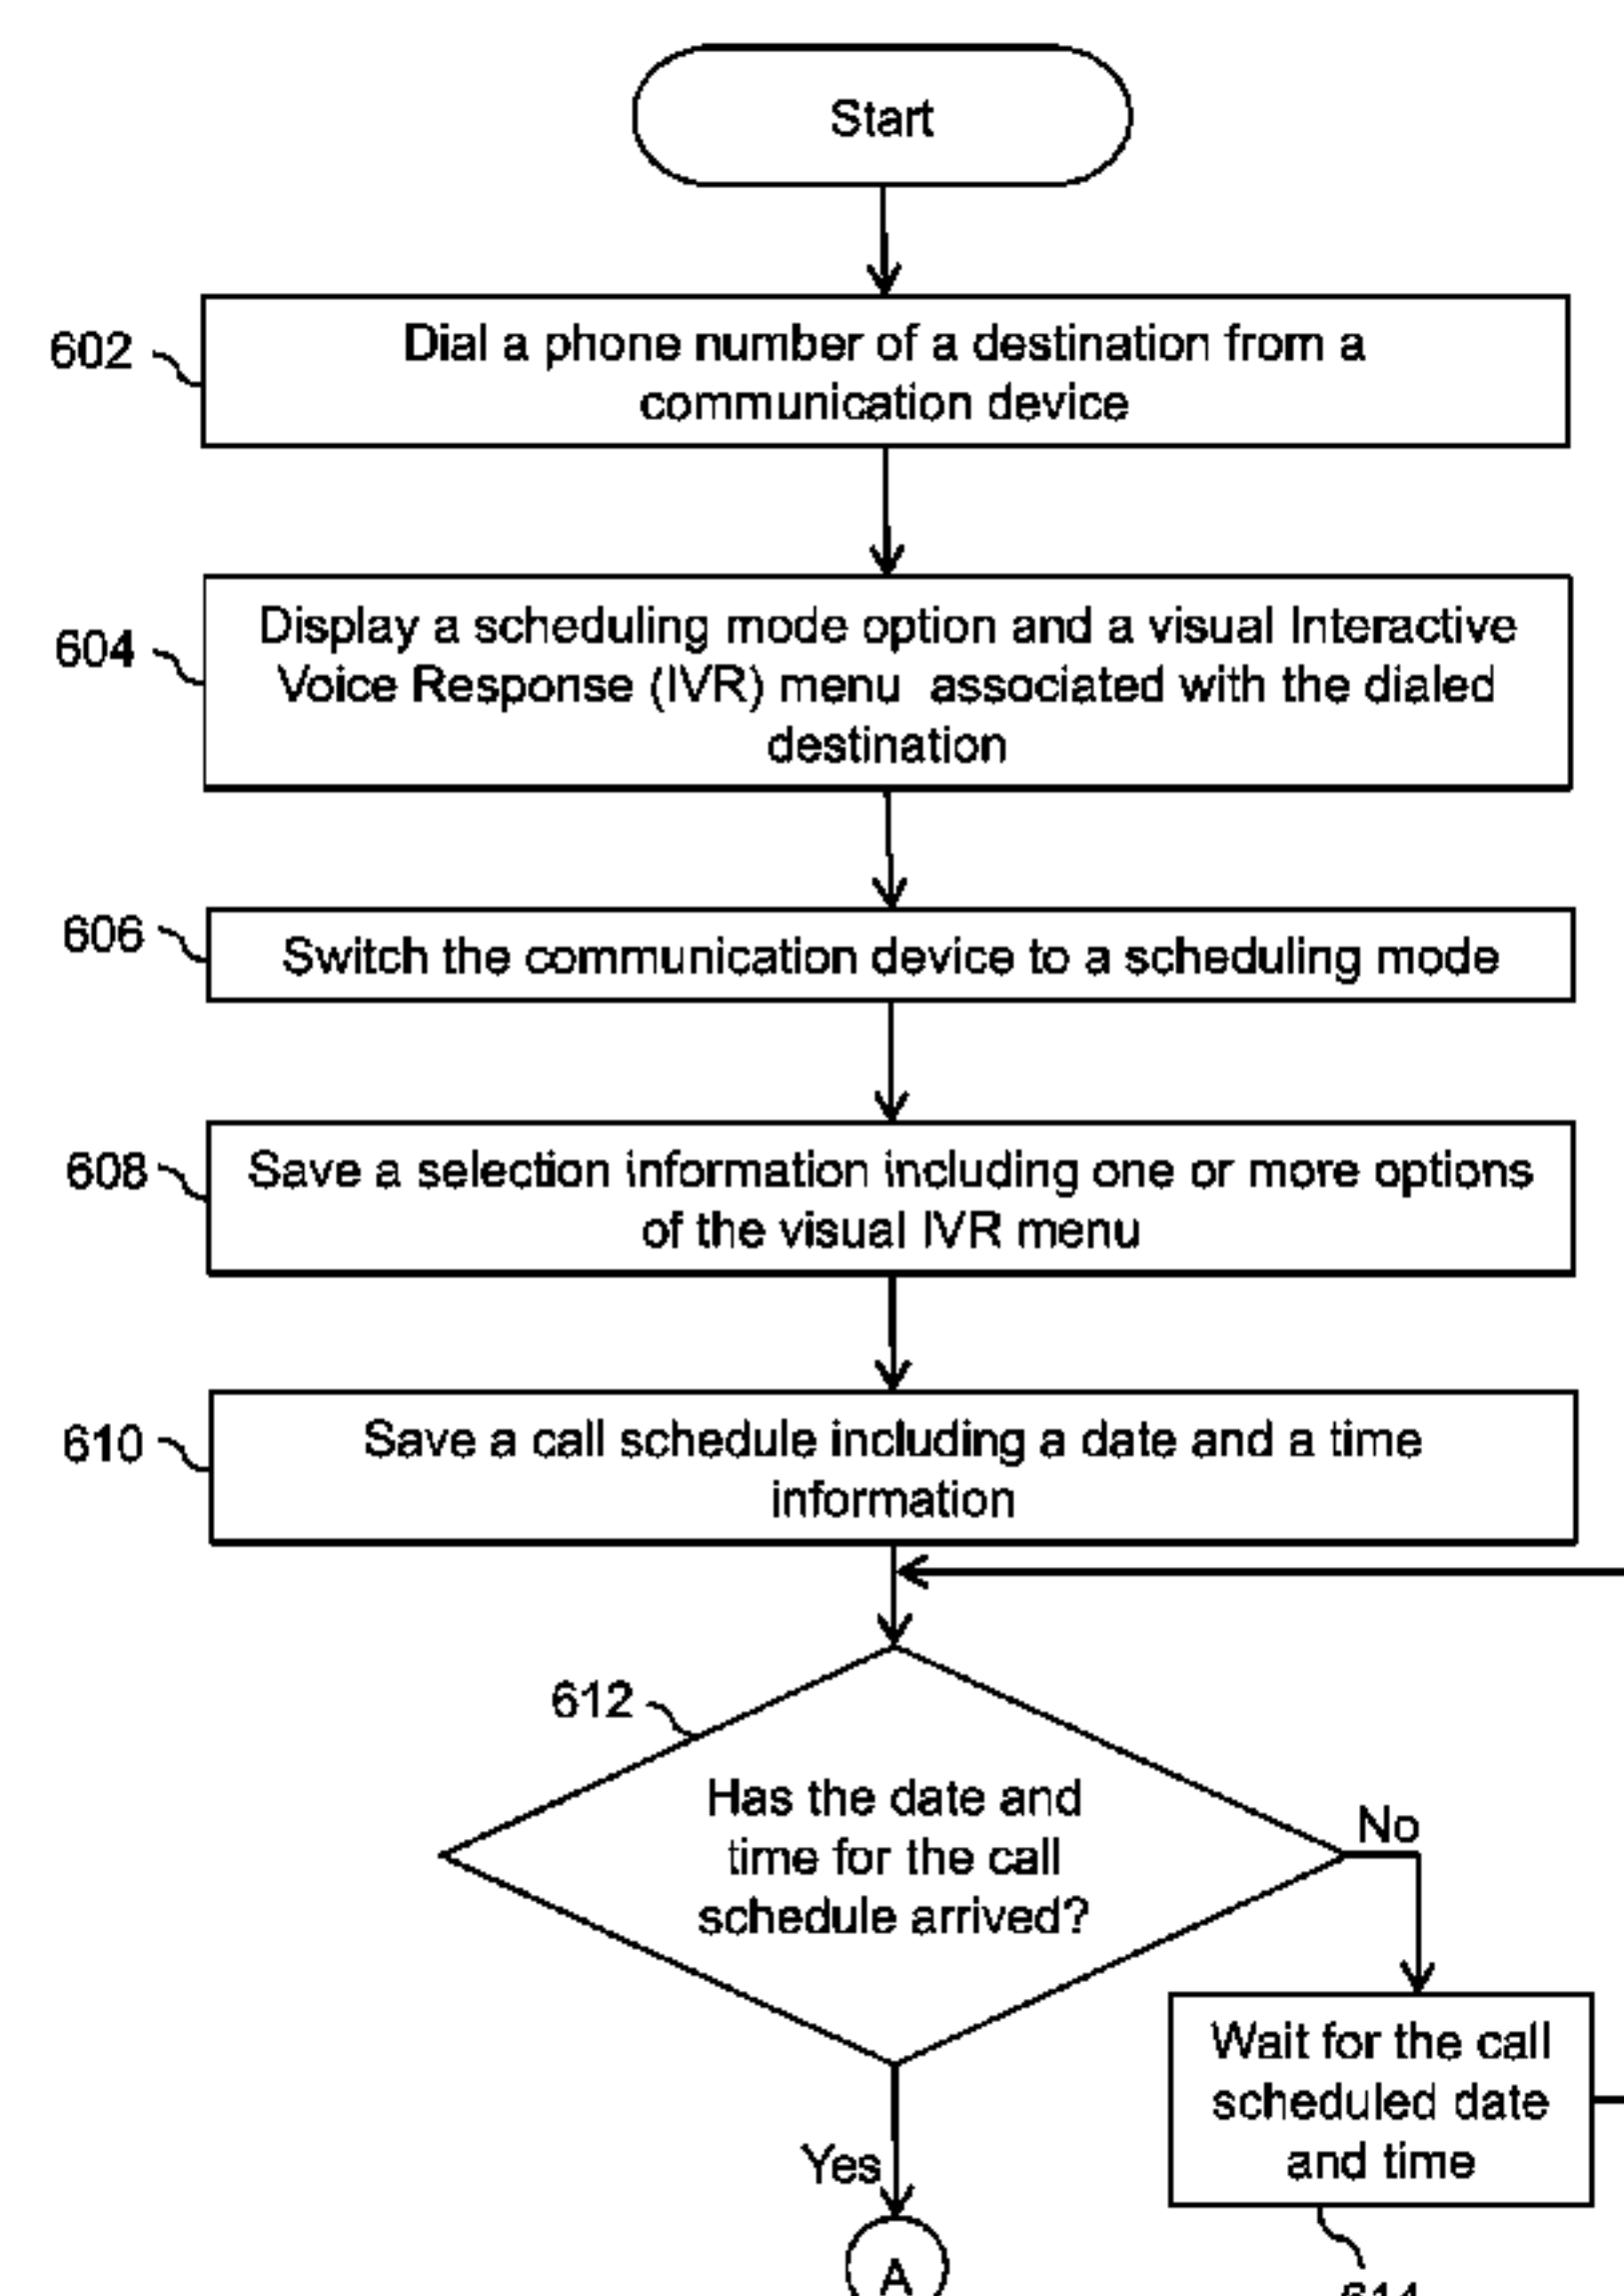 Start
602
Dial a phone number of a destination from a
communication device
604
Display a scheduling mode option and a visual Interactive
Voice Response (IVR) menu associated with the dialed
destination
606
Switch the communication device to a scheduling mode
608
Save a selection information including one or more options
of the visual IVR menu
610
Save a call schedule including a date and a time
information
612
Has the date and
time for the call
schedule arrived?
No
Wait for the call
scheduled date
and time
Yes
A
614